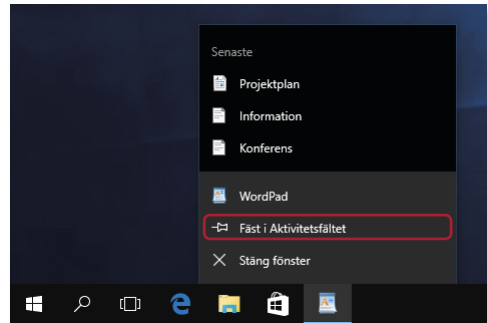 Senaste
Projektplan
Information
Konferens
WordPad
Fäst i Aktivitetsfältet
Stäng fönster